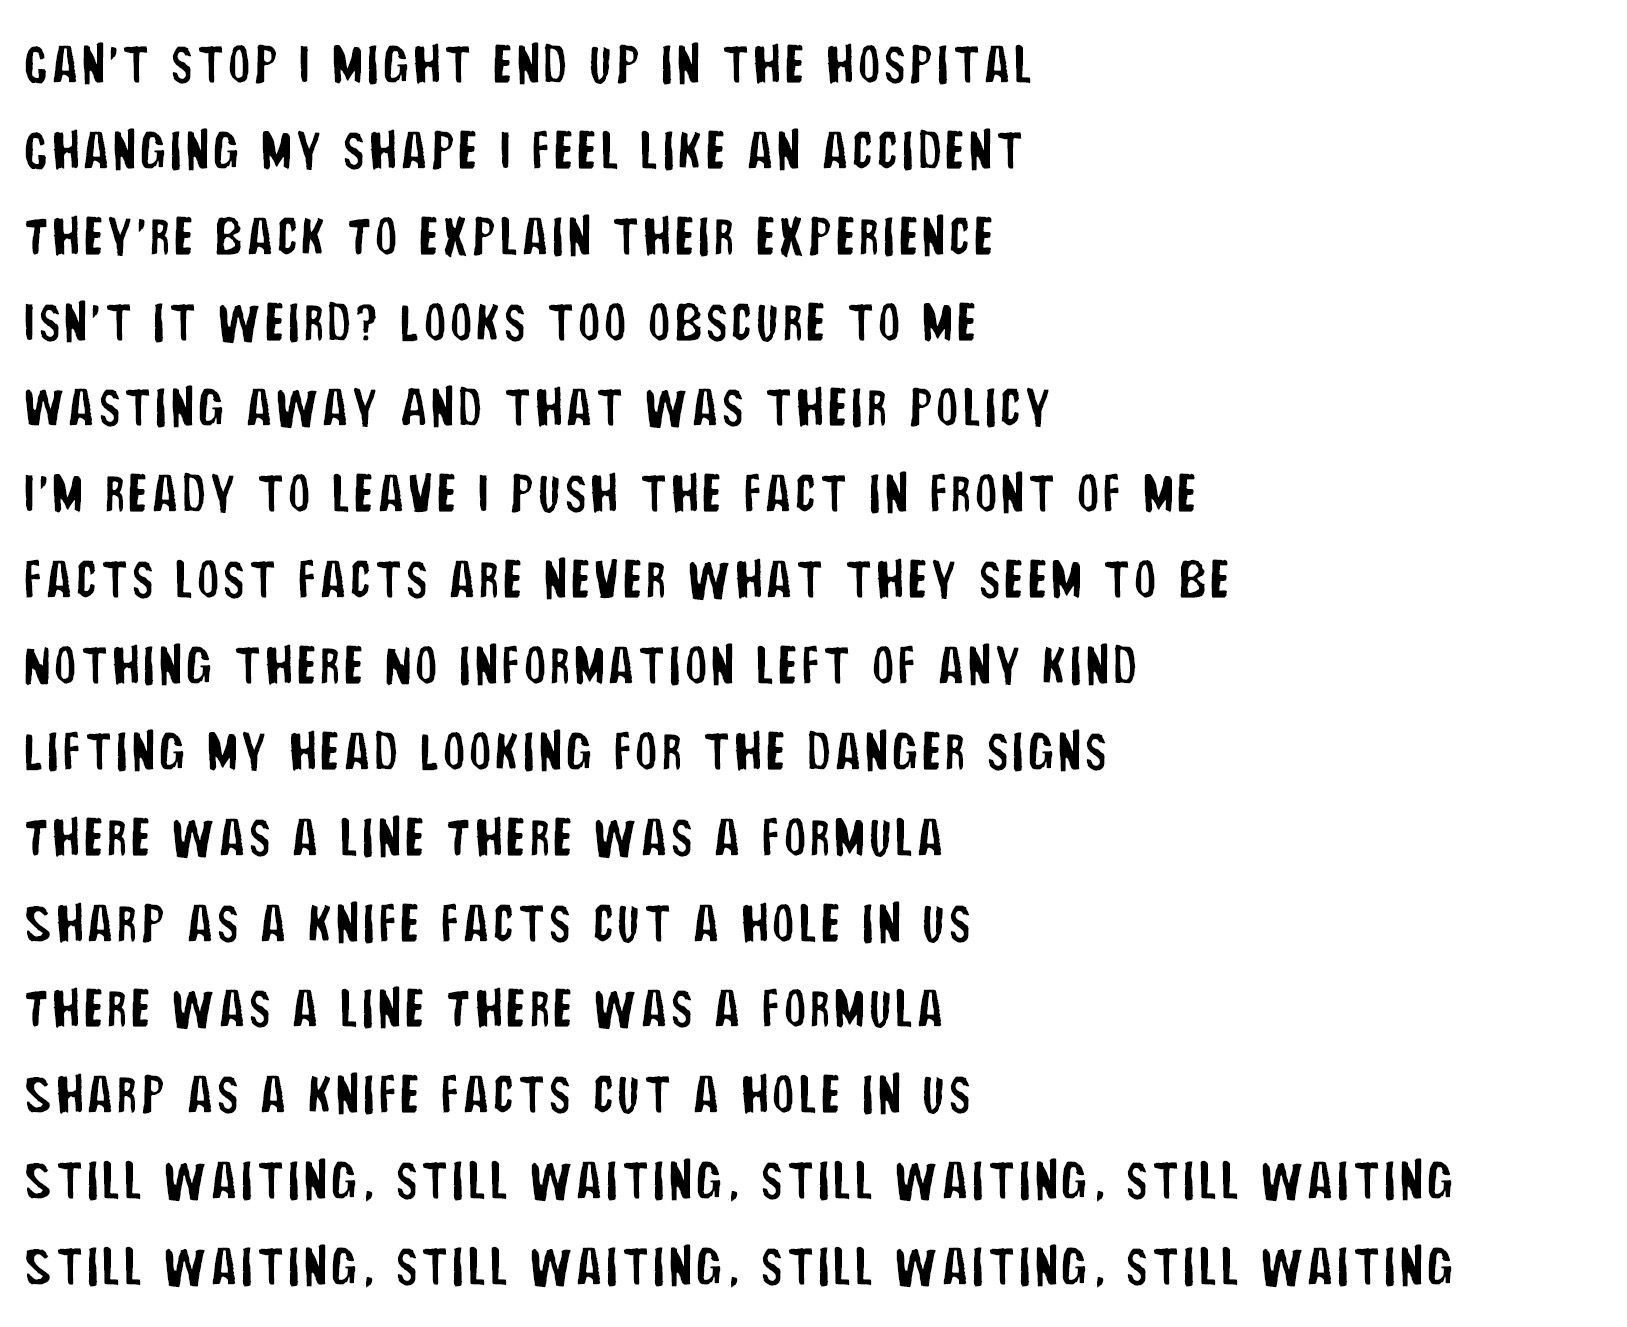 CAN'T STOP I MIGHT END UP IN THE HOSPITAL
CHANGING MY SHAPE I FEEL LIKE AN ACCIDENT
THEY'RE BACK TO EXPLAIN THEIR EXPERIENCE
ISN'T IT WEIRD? LOOKS TOO OBSCURE TO ME
WASTING AWAY AND THAT WAS THEIR POLICY
I'M READY TO LEAVE I PUSH THE FACT IN FRONT OF ME
FACTS LOST FACTS ARE NEVER WHAT THEY SEEM TO BE
NOTHING THERE NO INFORMATION LEFT OF ANY KIND
LIFTING MY HEAD LOOKING FOR THE DANGER SIGNS
THERE WAS A LINE THERE WAS A FORMULA
SHARP AS A KNIFE FACTS CUT A HOLE IN US
THERE WAS A LINE THERE WAS A FORMULA
SHARP AS A KNIFE FACTS CUT A HOLE IN US
STILL WAITING, STILL WAITING, STILL WAITING, STILL WAITING
STILL WAITING, STILL WAITING, STILL WAITING, STILL WAITING